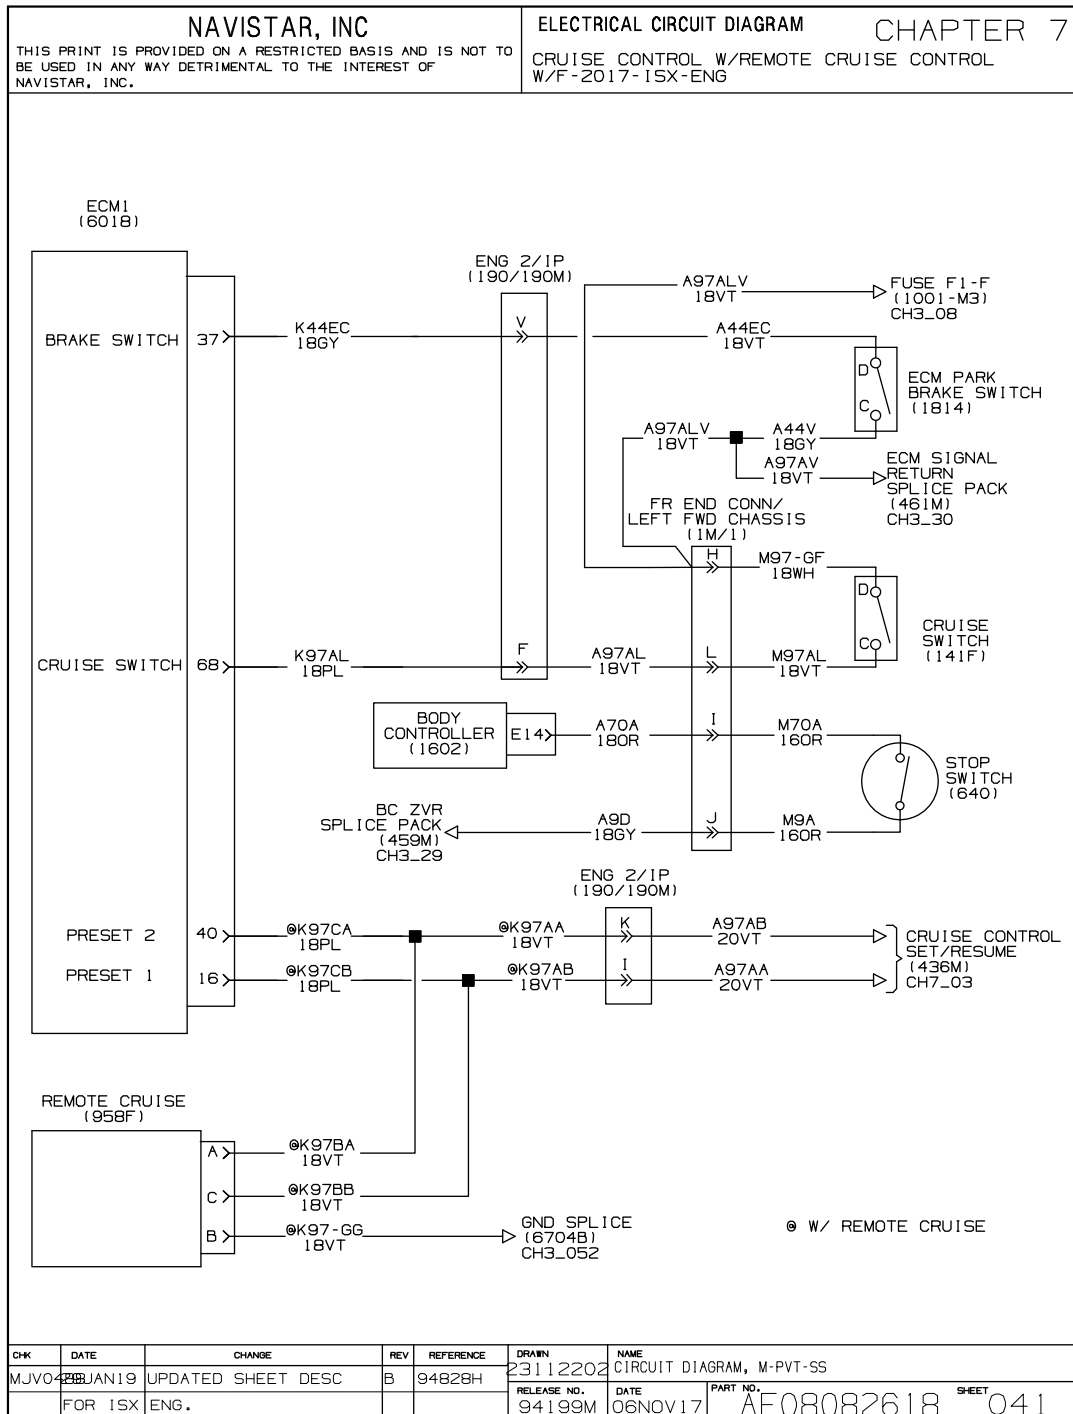 NAVISTAR, INC
THIS PRINT IS PROVIDED ON A RESTRICTED BASIS AND IS NOT TO
BE USED IN ANY WAY DETRIMENTAL TO THE INTEREST OF
NAVISTAR, INC.
ELECTRICAL CIRCUIT DIAGRAM
CHAPTER 7
CRUISE CONTROL W/REMOTE CRUISE CONTROL
W/F-2017-ISX-ENG
ECM1
(6018)
ENG 2/IP
(190/190M)
A97ALV
18VT
FUSE F1-F
(1001-M3)
CH3_08
BRAKE SWITCH
37
K44EC
18GY
V
A44EC
18VT
D
C
ECM PARK
BRAKE SWITCH
(1814)
A97ALV
18VT
A44V
18GY
A97AV
18VT
ECM SIGNAL
RETURN
SPLICE PACK
(461M)
CH3_30
FR END CONN/
LEFT FWD CHASSIS
(1M/1)
H
M97-GF
18WH
D
C
CRUISE
SWITCH
(141F)
CRUISE SWITCH
68
K97AL
18PL
F
A97AL
18VT
L
M97AL
18VT
BODY
CONTROLLER
(1602)
E14
A70A
18OR
I
M70A
16OR
STOP
SWITCH
(640)
BC ZVR
SPLICE PACK
(459M)
CH3_29
A9D
18GY
J
M9A
16OR
ENG 2/IP
(190/190M)
PRESET 2
40
@K97CA
18PL
@K97AA
18VT
K
A97AB
20VT
PRESET 1
16
@K97CB
18PL
@K97AB
18VT
I
A97AA
20VT
CRUISE CONTROL
SET/RESUME
(436M)
CH7_03
REMOTE CRUISE
(958F)
A
@K97BA
18VT
C
@K97BB
18VT
B
@K97-GG
18VT
GND SPLICE
(6704B)
CH3_052
@ W/ REMOTE CRUISE
CHK DATE CHANGE REV REFERENCE
UPDATED SHEET DESC B 94828H
FOR ISX ENG.
DRAWN
23112202
NAME
CIRCUIT DIAGRAM, M-PVT-SS
RELEASE NO.
94199M
DATE
06NOV17
PART NO.
AF08082618
SHEET
041